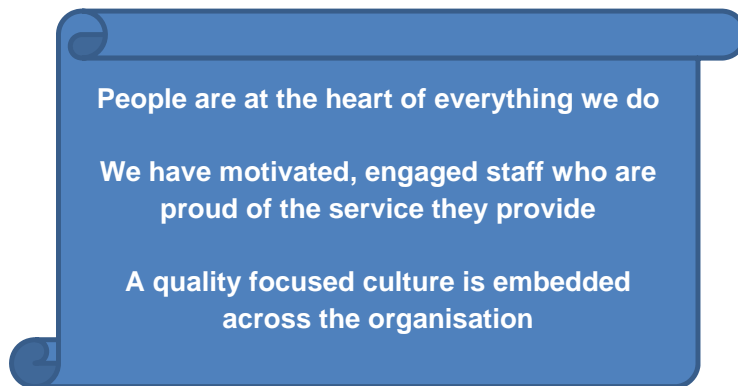 People are at the heart of everything we do
We have motivated, engaged staff who are
proud of the service they provide
A quality focused culture is embedded
across the organisation